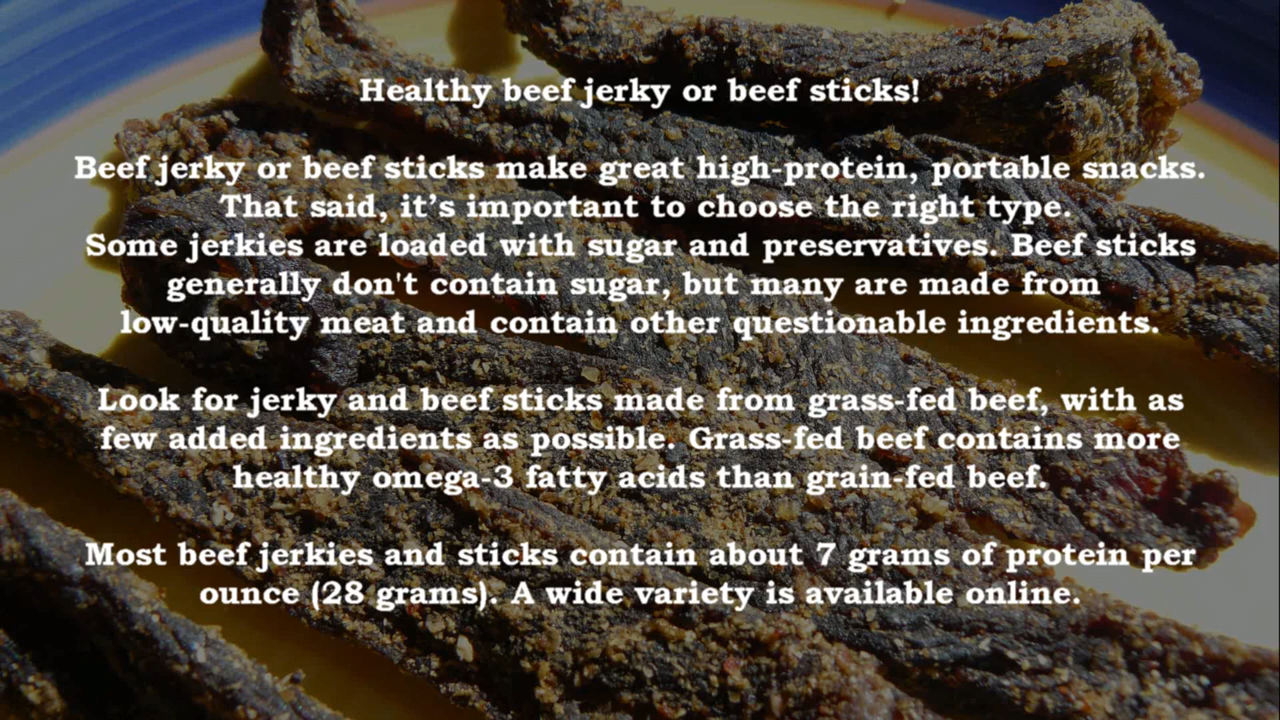 Healthy beef jerky or beef sticks!
Beef jerky or beef sticks make great high-protein, portable snacks.
That said, it’s important to choose the right type.
Some jerkies are loaded with sugar and preservatives. Beef sticks
generally don't contain sugar, but many are made from
low-quality meat and contain other questionable ingredients.
Look for jerky and beef sticks made from grass-fed beef, with as
few added ingredients as possible. Grass-fed beef contains more
healthy omega-3 fatty acids than grain-fed beef.
Most beef jerkies and sticks contain about 7 grams of protein per
ounce (28 grams). A wide variety is available online.